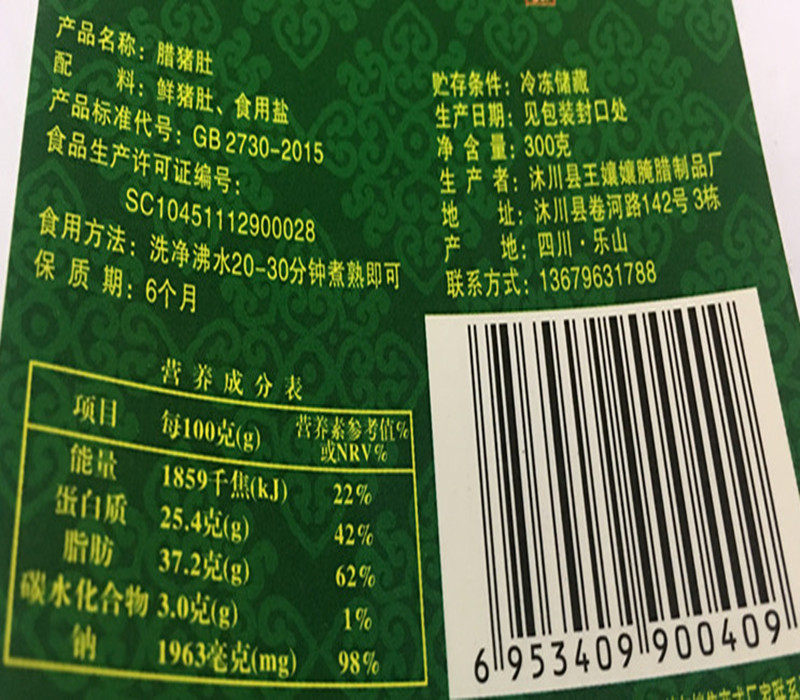 产品名称：腊猪肚
配 料：鲜猪肚、食用盐
产品标准代号：GB 2730-2015
食品生产许可证编号：
SC10451112900028
食用方法：洗净沸水20-30分钟煮熟即可
保 质 期：6个月
贮存条件：冷冻储藏
生产日期：见包装封口处
净 含 量：300克
生 产 者：沐川县王孃孃腌腊制品厂
地 址：沐川县卷河路142号 3栋
产 地：四川·乐山
联系方式：13679631788
营养成分表
项目 每100克(g) 营养素参考值%
或NRV%
能量 1859千焦(kJ) 22%
蛋白质 25.4克(g) 42%
脂肪 37.2克(g) 62%
碳水化合物 3.0克(g) 1%
钠 1963毫克(mg) 98%
6 953409 900409